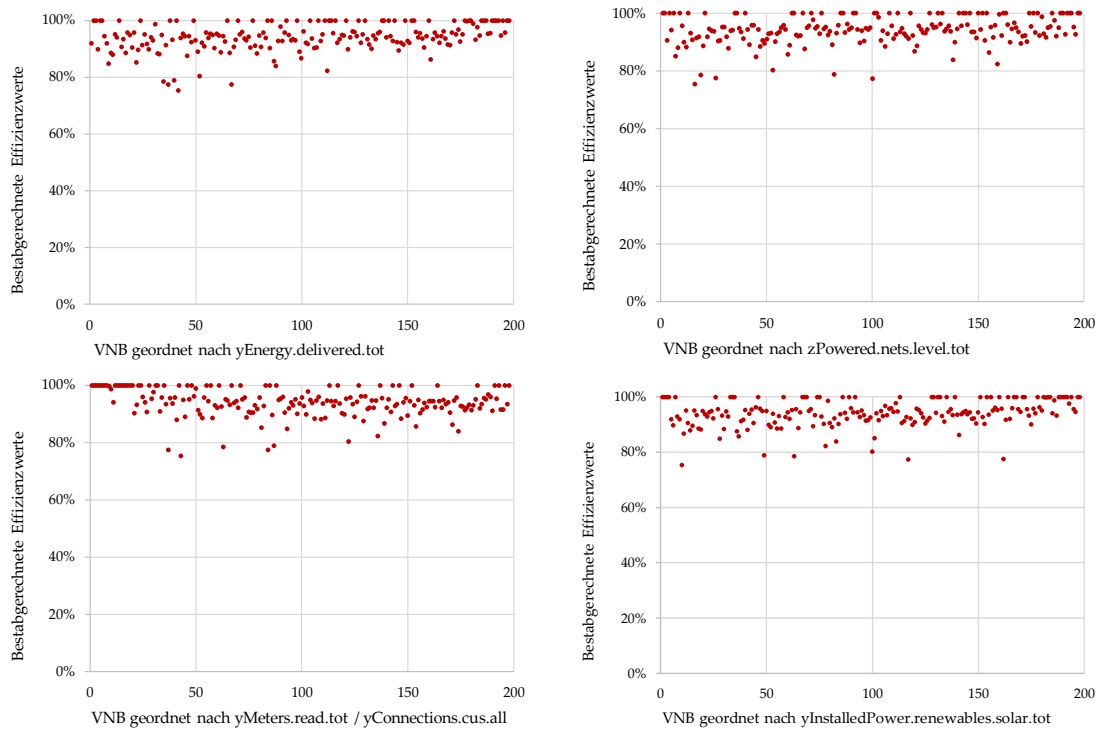 Bestabgerechnete Effizienzwerte
100%
80%
60%
40%
20%
0%
0 50 100 150 200
VNB geordnet nach yEnergy.delivered.tot
Bestabgerechnete Effizienzwerte
100%
80%
60%
40%
20%
0%
0 50 100 150 200
VNB geordnet nach zPowered.nets.level.tot
Bestabgerechnete Effizienzwerte
100%
80%
60%
40%
20%
0%
0 50 100 150 200
VNB geordnet nach yMeters.read.tot / yConnections.cus.all
Bestabgerechnete Effizienzwerte
100%
80%
60%
40%
20%
0%
0 50 100 150 200
VNB geordnet nach yInstalledPower.renewables.solar.tot